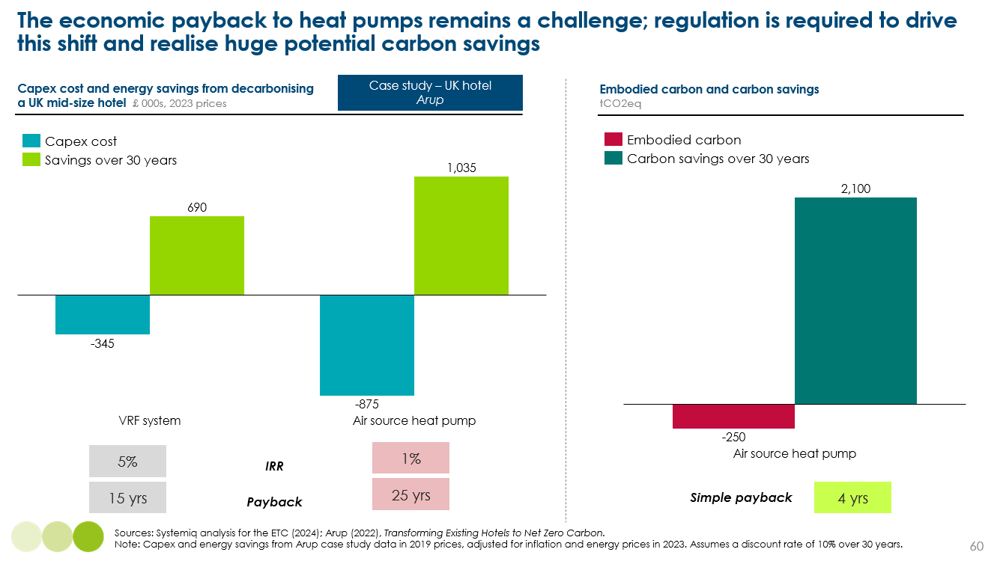 The economic payback to heat pumps remains a challenge; regulation is required to drive
this shift and realise huge potential carbon savings
Capex cost and energy savings from decarbonising
a UK mid-size hotel £ 000s, 2023 prices
Case study – UK hotel
Arup
Capex cost
Savings over 30 years
1,035
690
-345
-875
VRF system
Air source heat pump
5%
IRR
1%
15 yrs
Payback
25 yrs
Embodied carbon and carbon savings
tCO2eq
Embodied carbon
Carbon savings over 30 years
2,100
-250
Air source heat pump
Simple payback
4 yrs
Sources: Systemiq analysis for the ETC (2024); Arup (2022), Transforming Existing Hotels to Net Zero Carbon.
Note: Capex and energy savings from Arup case study data in 2019 prices, adjusted for inflation and energy prices in 2023. Assumes a discount rate of 10% over 30 years.
60